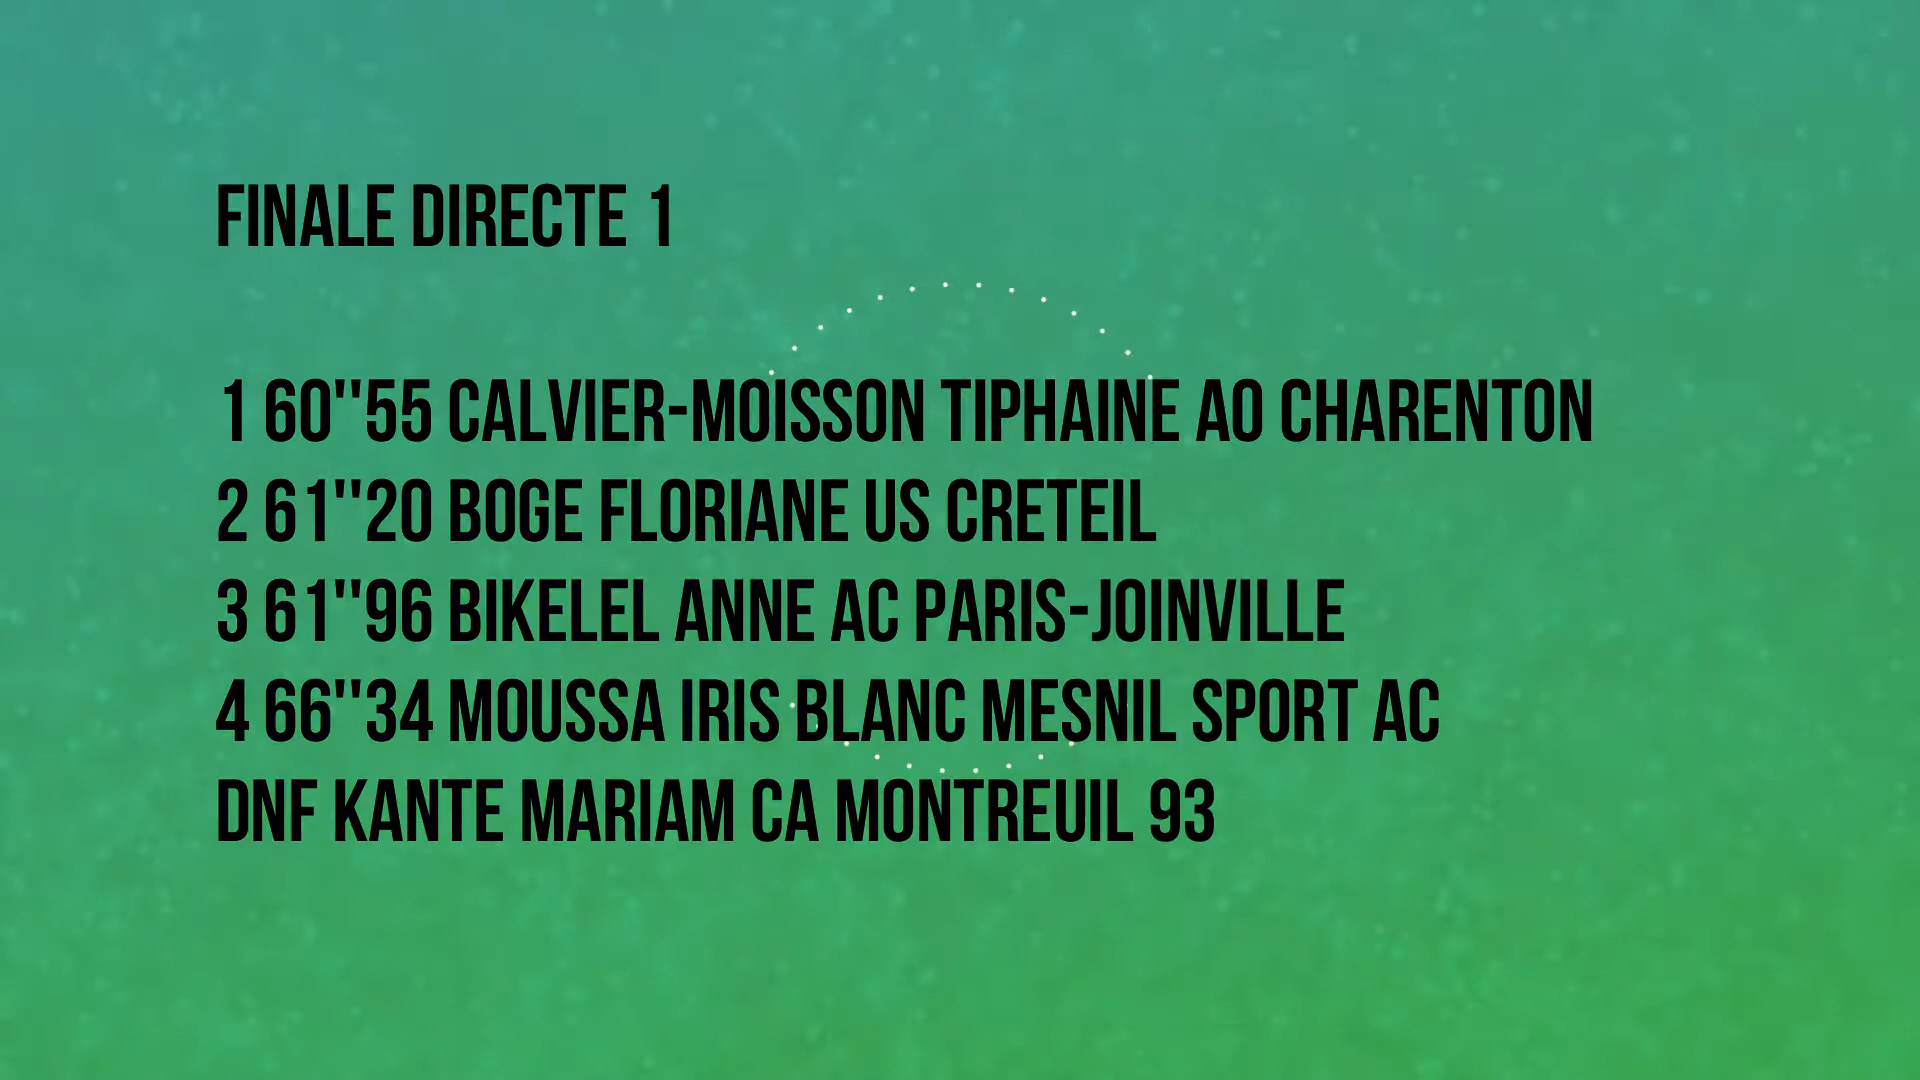 FINALE DIRECTE 1
1 60''55 CALVIER-MOISSON TIPHAINE AO CHARENTON
2 61''20 BOGE FLORIANE US CRETEIL
3 61''96 BIKELEL ANNE AC PARIS-JOINVILLE
4 66''34 MOUSSA IRIS BLANC MESNIL SPORT AC
DNF KANTE MARIAM CA MONTREUIL 93